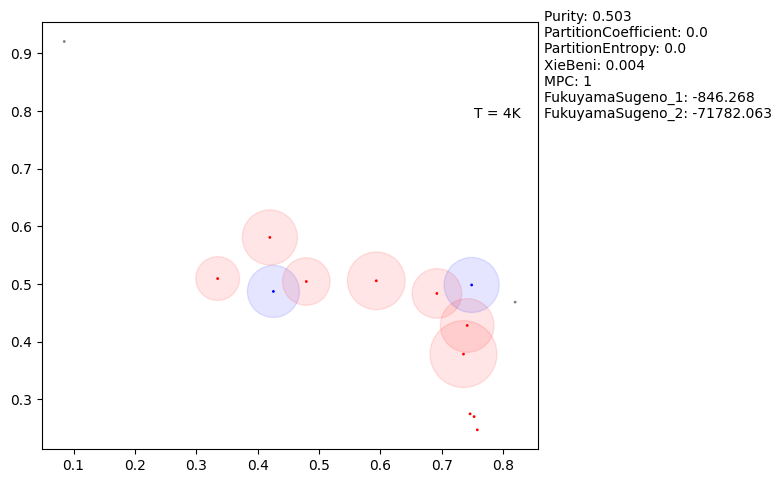 Purity: 0.503
PartitionCoefficient: 0.0
PartitionEntropy: 0.0
XieBeni: 0.004
MPC: 1
FukuyamaSugeno_1: -846.268
FukuyamaSugeno_2: -71782.063
T = 4K
0.9
0.8
0.7
0.6
0.5
0.4
0.3
0.1 0.2 0.3 0.4 0.5 0.6 0.7 0.8